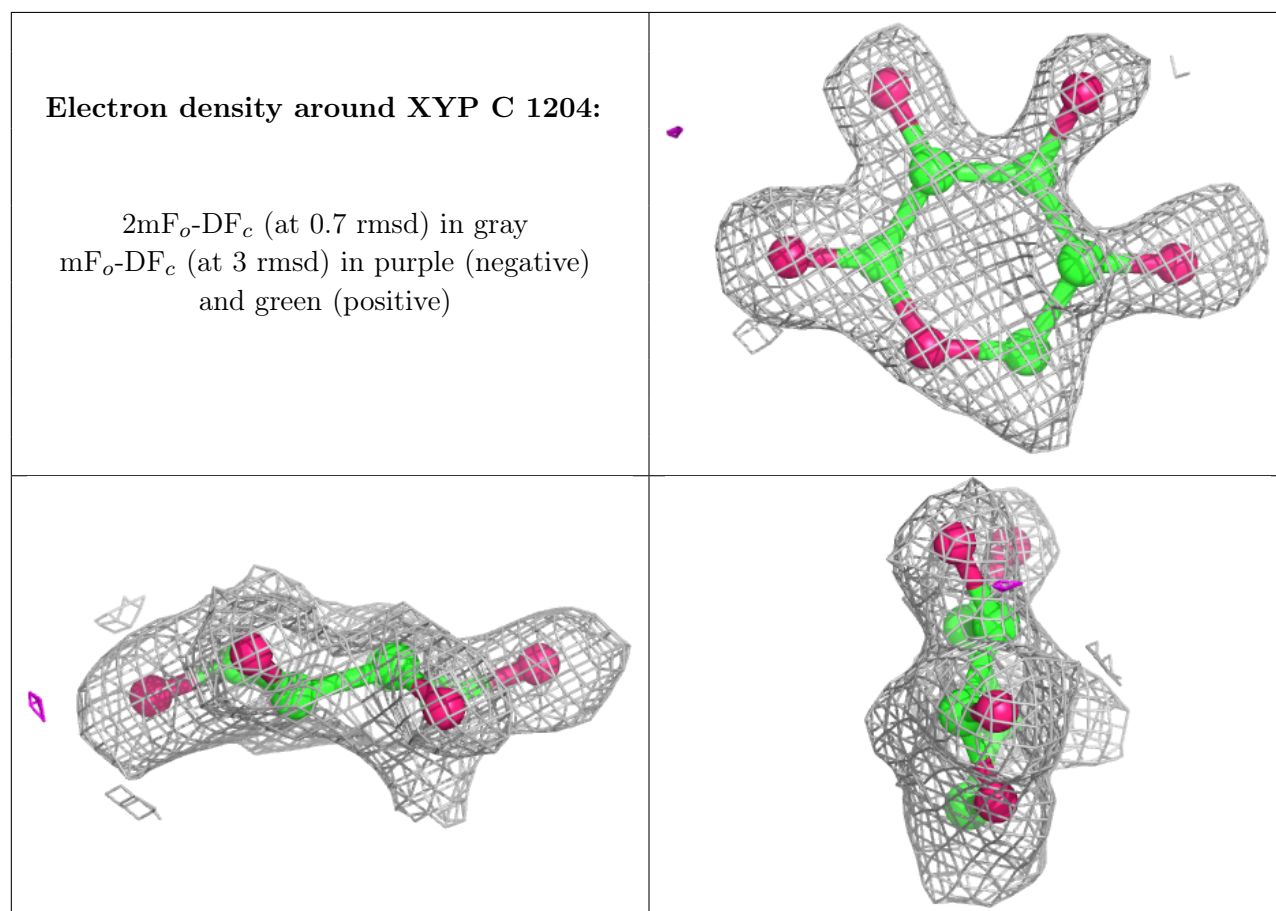 Electron density around XYP C 1204:
2mFo-DFc (at 0.7 rmsd) in gray
mFo-DFc (at 3 rmsd) in purple (negative)
and green (positive)